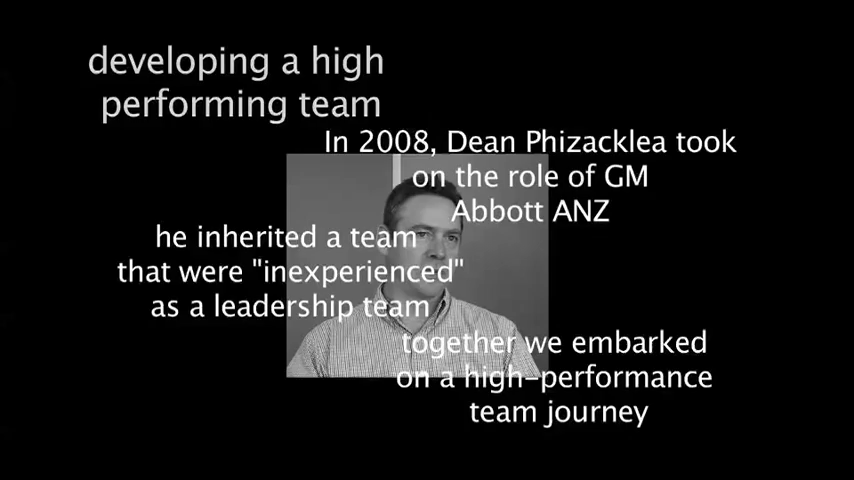 developing a high
performing team
In 2008, Dean Phizacklea took
on the role of GM
Abbott ANZ
he inherited a team
that were "inexperienced"
as a leadership team
together we embarked
on a high-performance
team journey